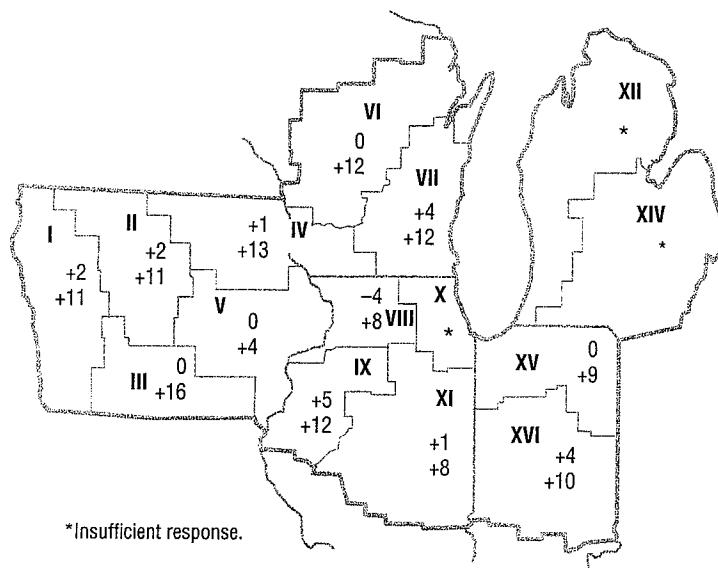 VI
0
+12
XII
*
VII
+4
+12
XIV
*
I
+2
+11
II
+2
+11
+1
+13
IV
V
0
+4
III
0
+16
−4
+8
VIII
X
*
IX
+5
+12
XI
+1
+8
XV
0
+9
XVI
+4
+10
*Insufficient response.